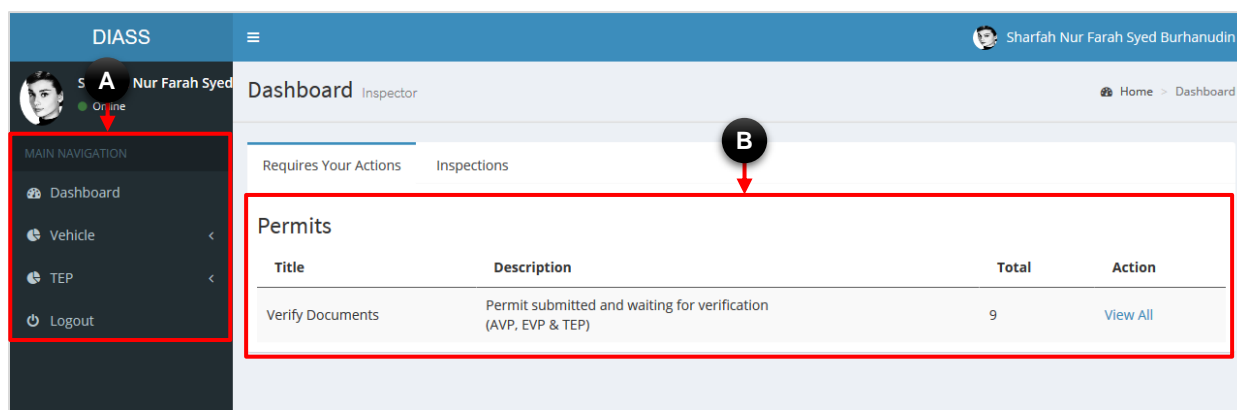 DIASS
Sharfah Nur Farah Syed Burhanudin
S Nur Farah Syed
A
Online
Dashboard Inspector
Home > Dashboard
MAIN NAVIGATION
Dashboard
Vehicle <
TEP <
Logout
B
Requires Your Actions Inspections
Permits
Title Description Total Action
Verify Documents Permit submitted and waiting for verification 9 View All
(AVP, EVP & TEP)